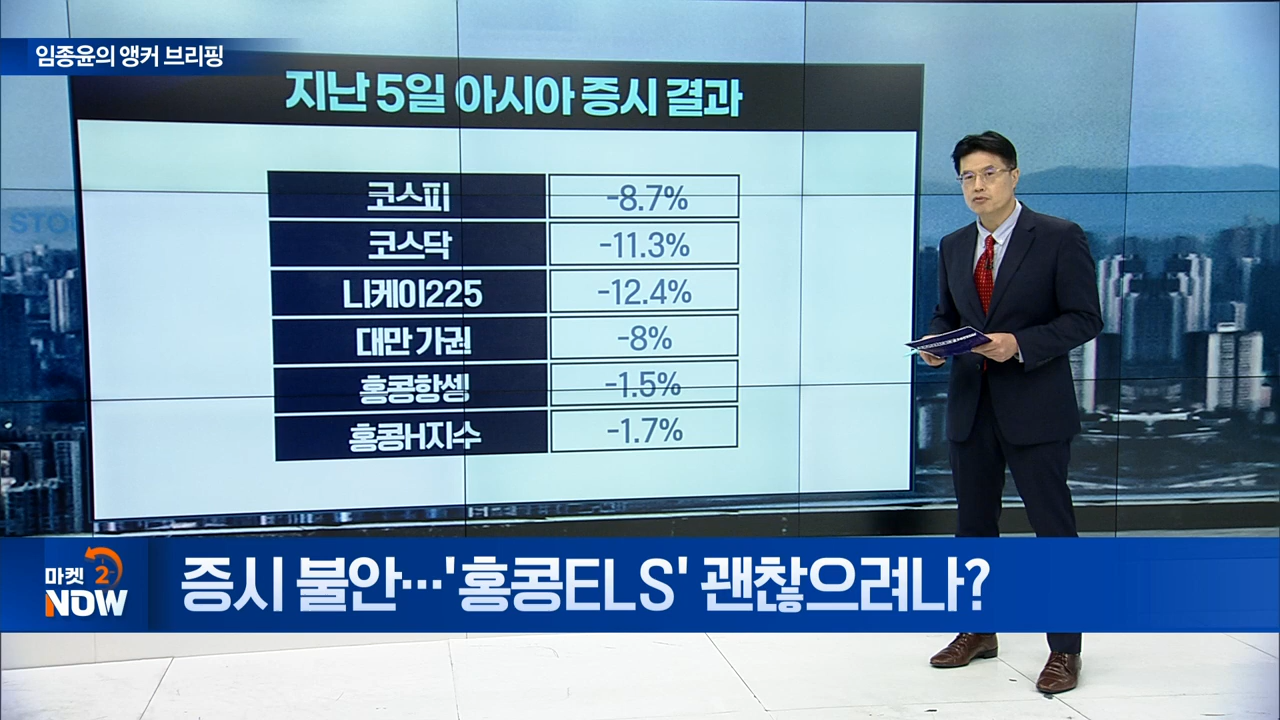 임종윤의 앵커 브리핑
지난 5일 아시아 증시 결과
코스피 -8.7%
코스닥 -11.3%
니케이225 -12.4%
대만 가권 -8%
홍콩항셍 -1.5%
홍콩H지수 -1.7%
STO
마켓 2
NOW
증시 불안…'홍콩ELS' 괜찮으려나?